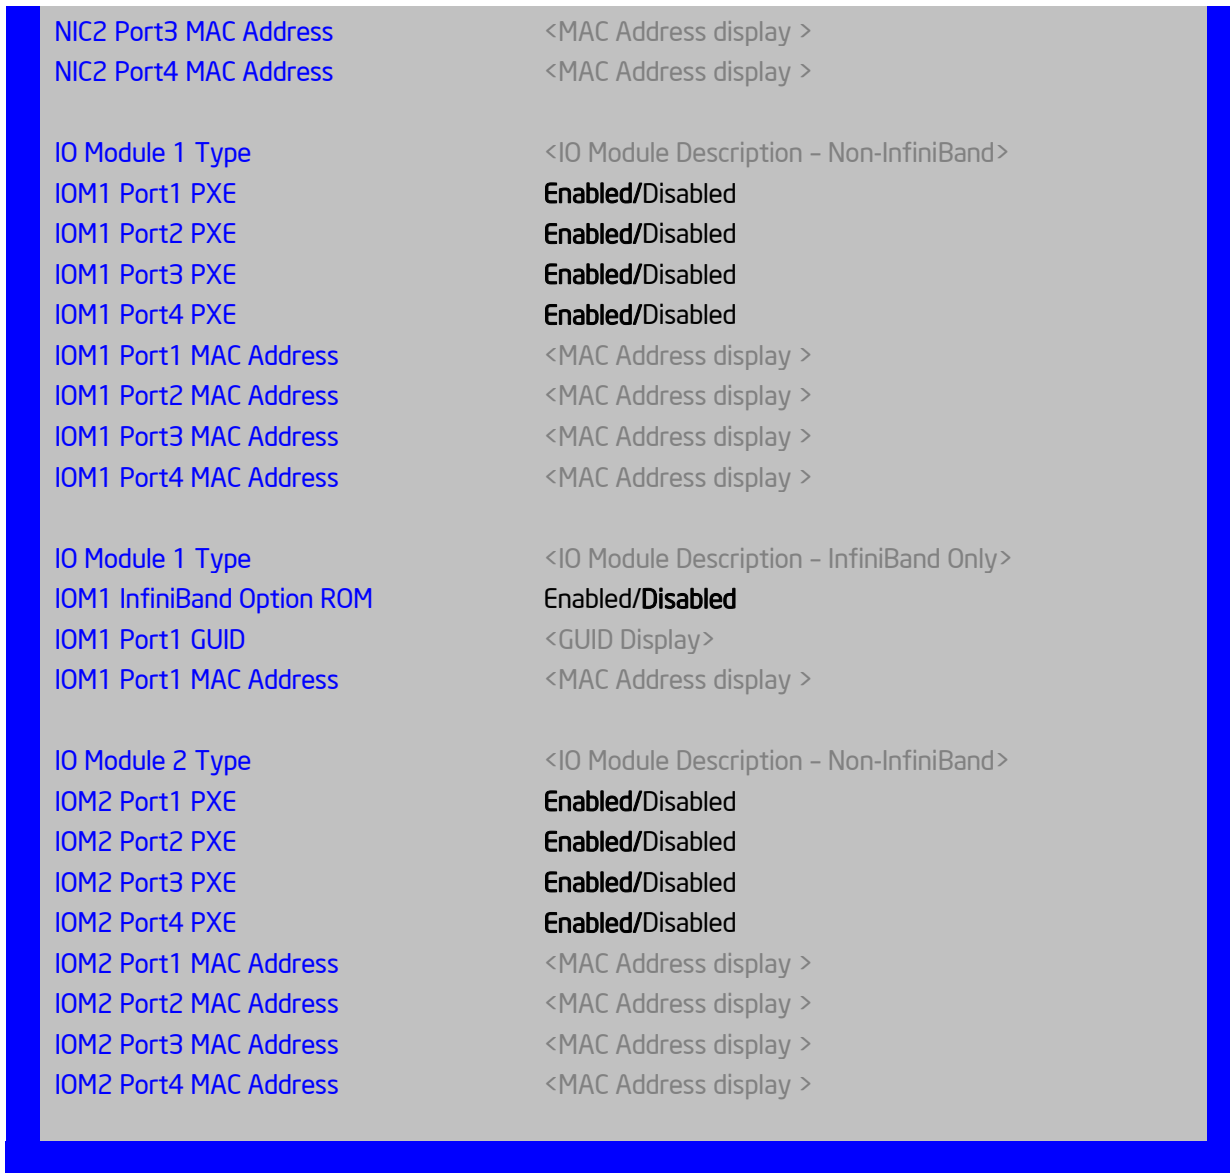 NIC2 Port3 MAC Address <MAC Address display >
NIC2 Port4 MAC Address <MAC Address display >
IO Module 1 Type <IO Module Description – Non-InfiniBand>
IOM1 Port1 PXE Enabled/Disabled
IOM1 Port2 PXE Enabled/Disabled
IOM1 Port3 PXE Enabled/Disabled
IOM1 Port4 PXE Enabled/Disabled
IOM1 Port1 MAC Address <MAC Address display >
IOM1 Port2 MAC Address <MAC Address display >
IOM1 Port3 MAC Address <MAC Address display >
IOM1 Port4 MAC Address <MAC Address display >
IO Module 1 Type <IO Module Description – InfiniBand Only>
IOM1 InfiniBand Option ROM Enabled/Disabled
IOM1 Port1 GUID <GUID Display>
IOM1 Port1 MAC Address <MAC Address display >
IO Module 2 Type <IO Module Description – Non-InfiniBand>
IOM2 Port1 PXE Enabled/Disabled
IOM2 Port2 PXE Enabled/Disabled
IOM2 Port3 PXE Enabled/Disabled
IOM2 Port4 PXE Enabled/Disabled
IOM2 Port1 MAC Address <MAC Address display >
IOM2 Port2 MAC Address <MAC Address display >
IOM2 Port3 MAC Address <MAC Address display >
IOM2 Port4 MAC Address <MAC Address display >